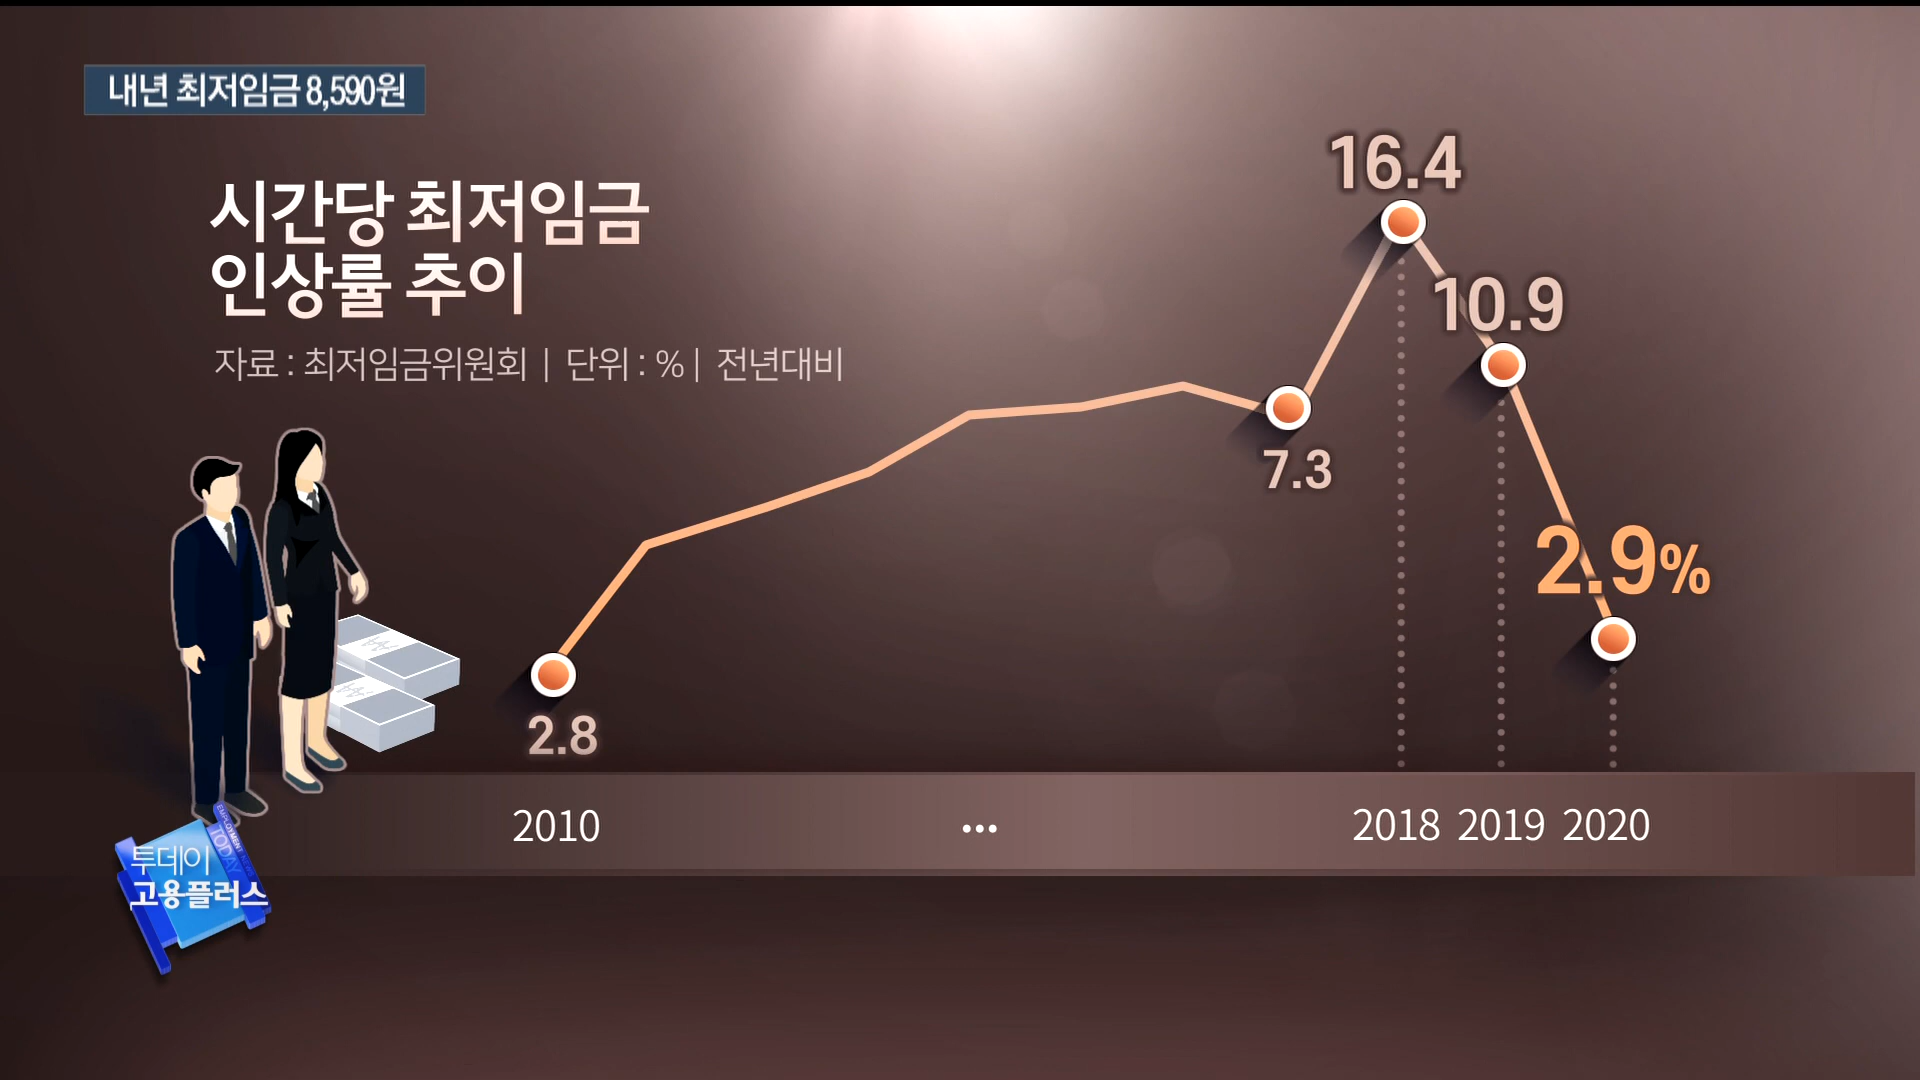 내년 최저임금 8,590원
시간당 최저임금
인상률 추이
자료 : 최저임금위원회 | 단위 : % | 전년대비
16.4
10.9
7.3
2.9%
2.8
2010 ... 2018 2019 2020
EMPLOYMENT NEWS
TODAY
투데이
고용플러스